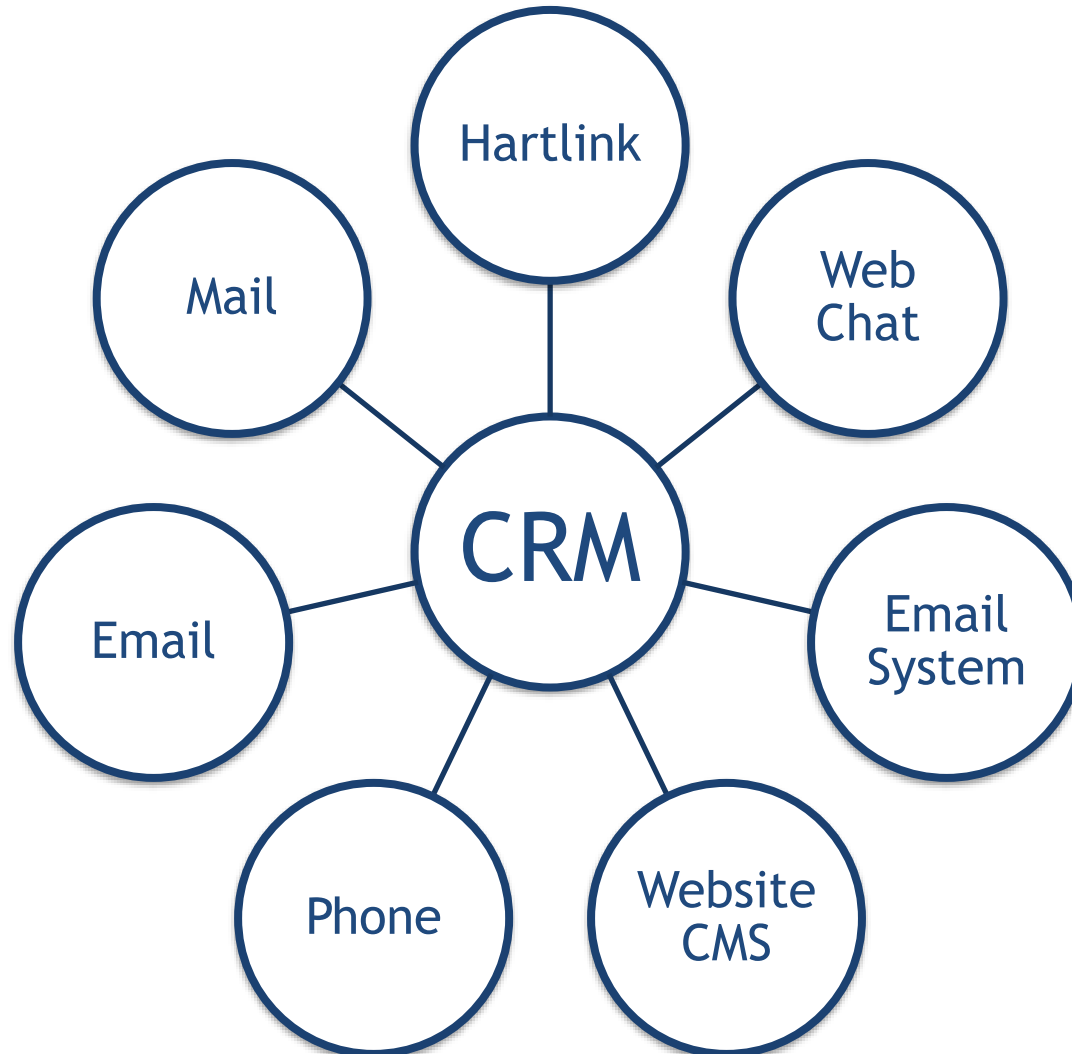 Hartlink
Mail
Web
Chat
CRM
Email
Email
System
Phone
Website
CMS